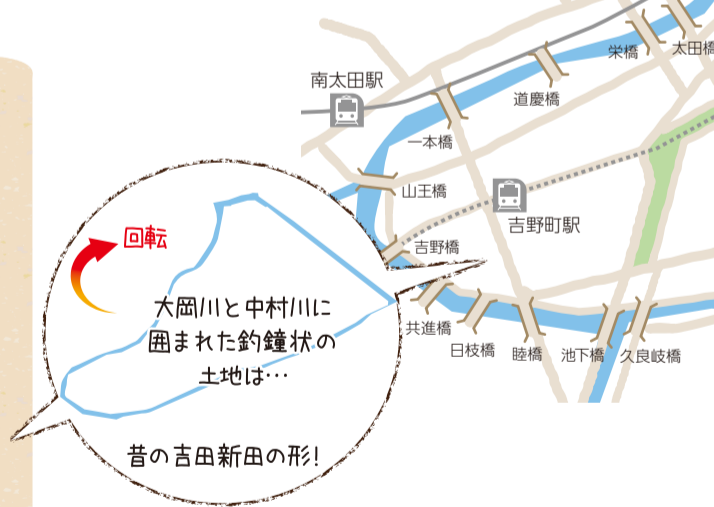 栄橋
太田橋
南太田駅
道慶橋
一本橋
山王橋
吉野町駅
吉野橋
回転
大岡川と中村川に
囲まれた釣鐘状の
土地は…
昔の吉田新田の形!
共進橋
日枝橋
睦橋
池下橋
久良岐橋